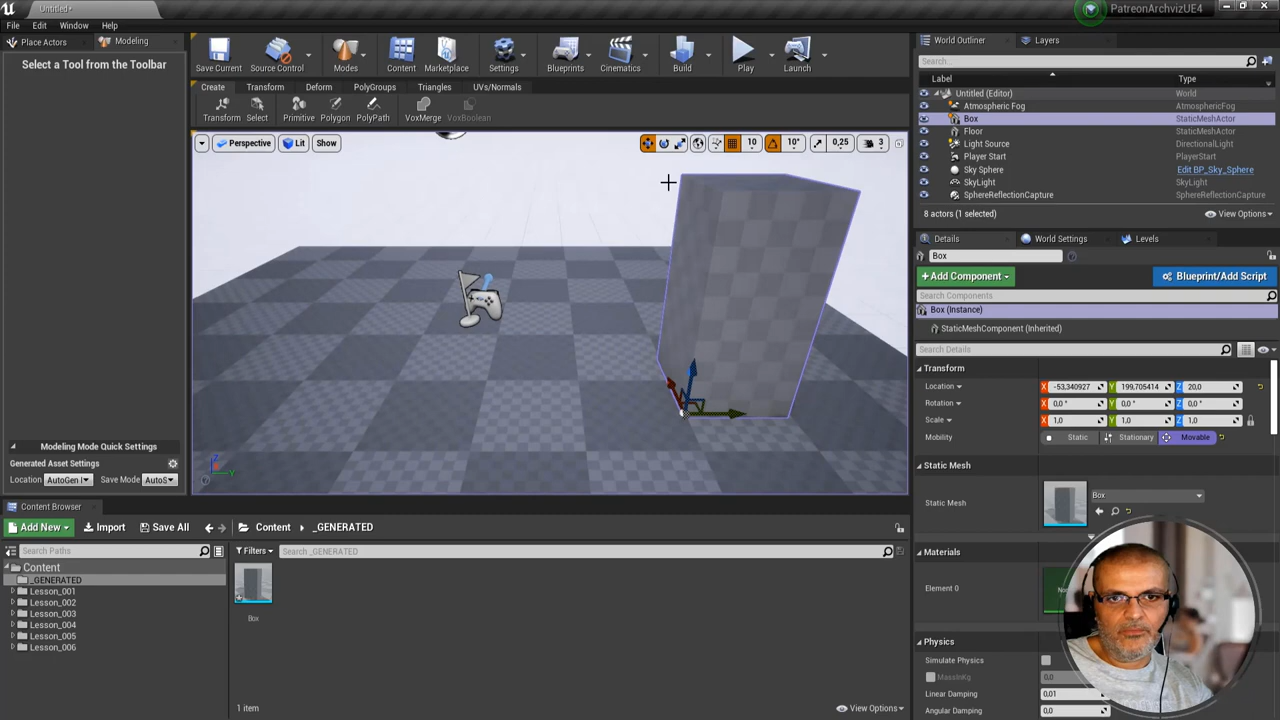 Untitled*
PatreonArchvizUE4
File Edit Window Help
Place Actors Modeling
Select a Tool from the Toolbar
Save Current Source Control Modes Content Marketplace Settings Blueprints Cinematics Build Play Launch
Create Transform Deform PolyGroups Triangles UVs/Normals
Transform Select Primitive Polygon PolyPath VoxMerge VoxBoolean
Perspective Lit Show 10 10° 0,25 3
World Outliner Layers
Search...
Label Type
Untitled (Editor) World
Atmospheric Fog AtmosphericFog
Box StaticMeshActor
Floor StaticMeshActor
Light Source DirectionalLight
Player Start PlayerStart
Sky Sphere Edit BP_Sky_Sphere
SkyLight SkyLight
SphereReflectionCapture SphereReflectionCapture
8 actors (1 selected) View Options
Details World Settings Levels
Box
+Add Component Blueprint/Add Script
Search Components
Box (Instance)
StaticMeshComponent (Inherited)
Search Details
Transform
Location X -53,340927 Y 199,705414 Z 20,0
Rotation X 0,0 ° Y 0,0 ° Z 0,0 °
Scale X 1,0 Y 1,0 Z 1,0
Mobility Static Stationary Movable
Static Mesh
Static Mesh Box
Materials
Element 0
Physics
Simulate Physics
MassInKg 0,0
Linear Damping 0,01
Angular Damping 0,0
Modeling Mode Quick Settings
Generated Asset Settings
Location AutoGen Save Mode AutoS
Z
Y
Content Browser
Add New Import Save All Content _GENERATED
Search Paths Filters Search _GENERATED
Content
_GENERATED
Lesson_001
Lesson_002
Lesson_003
Lesson_004
Lesson_005
Lesson_006
Box
1 item View Options